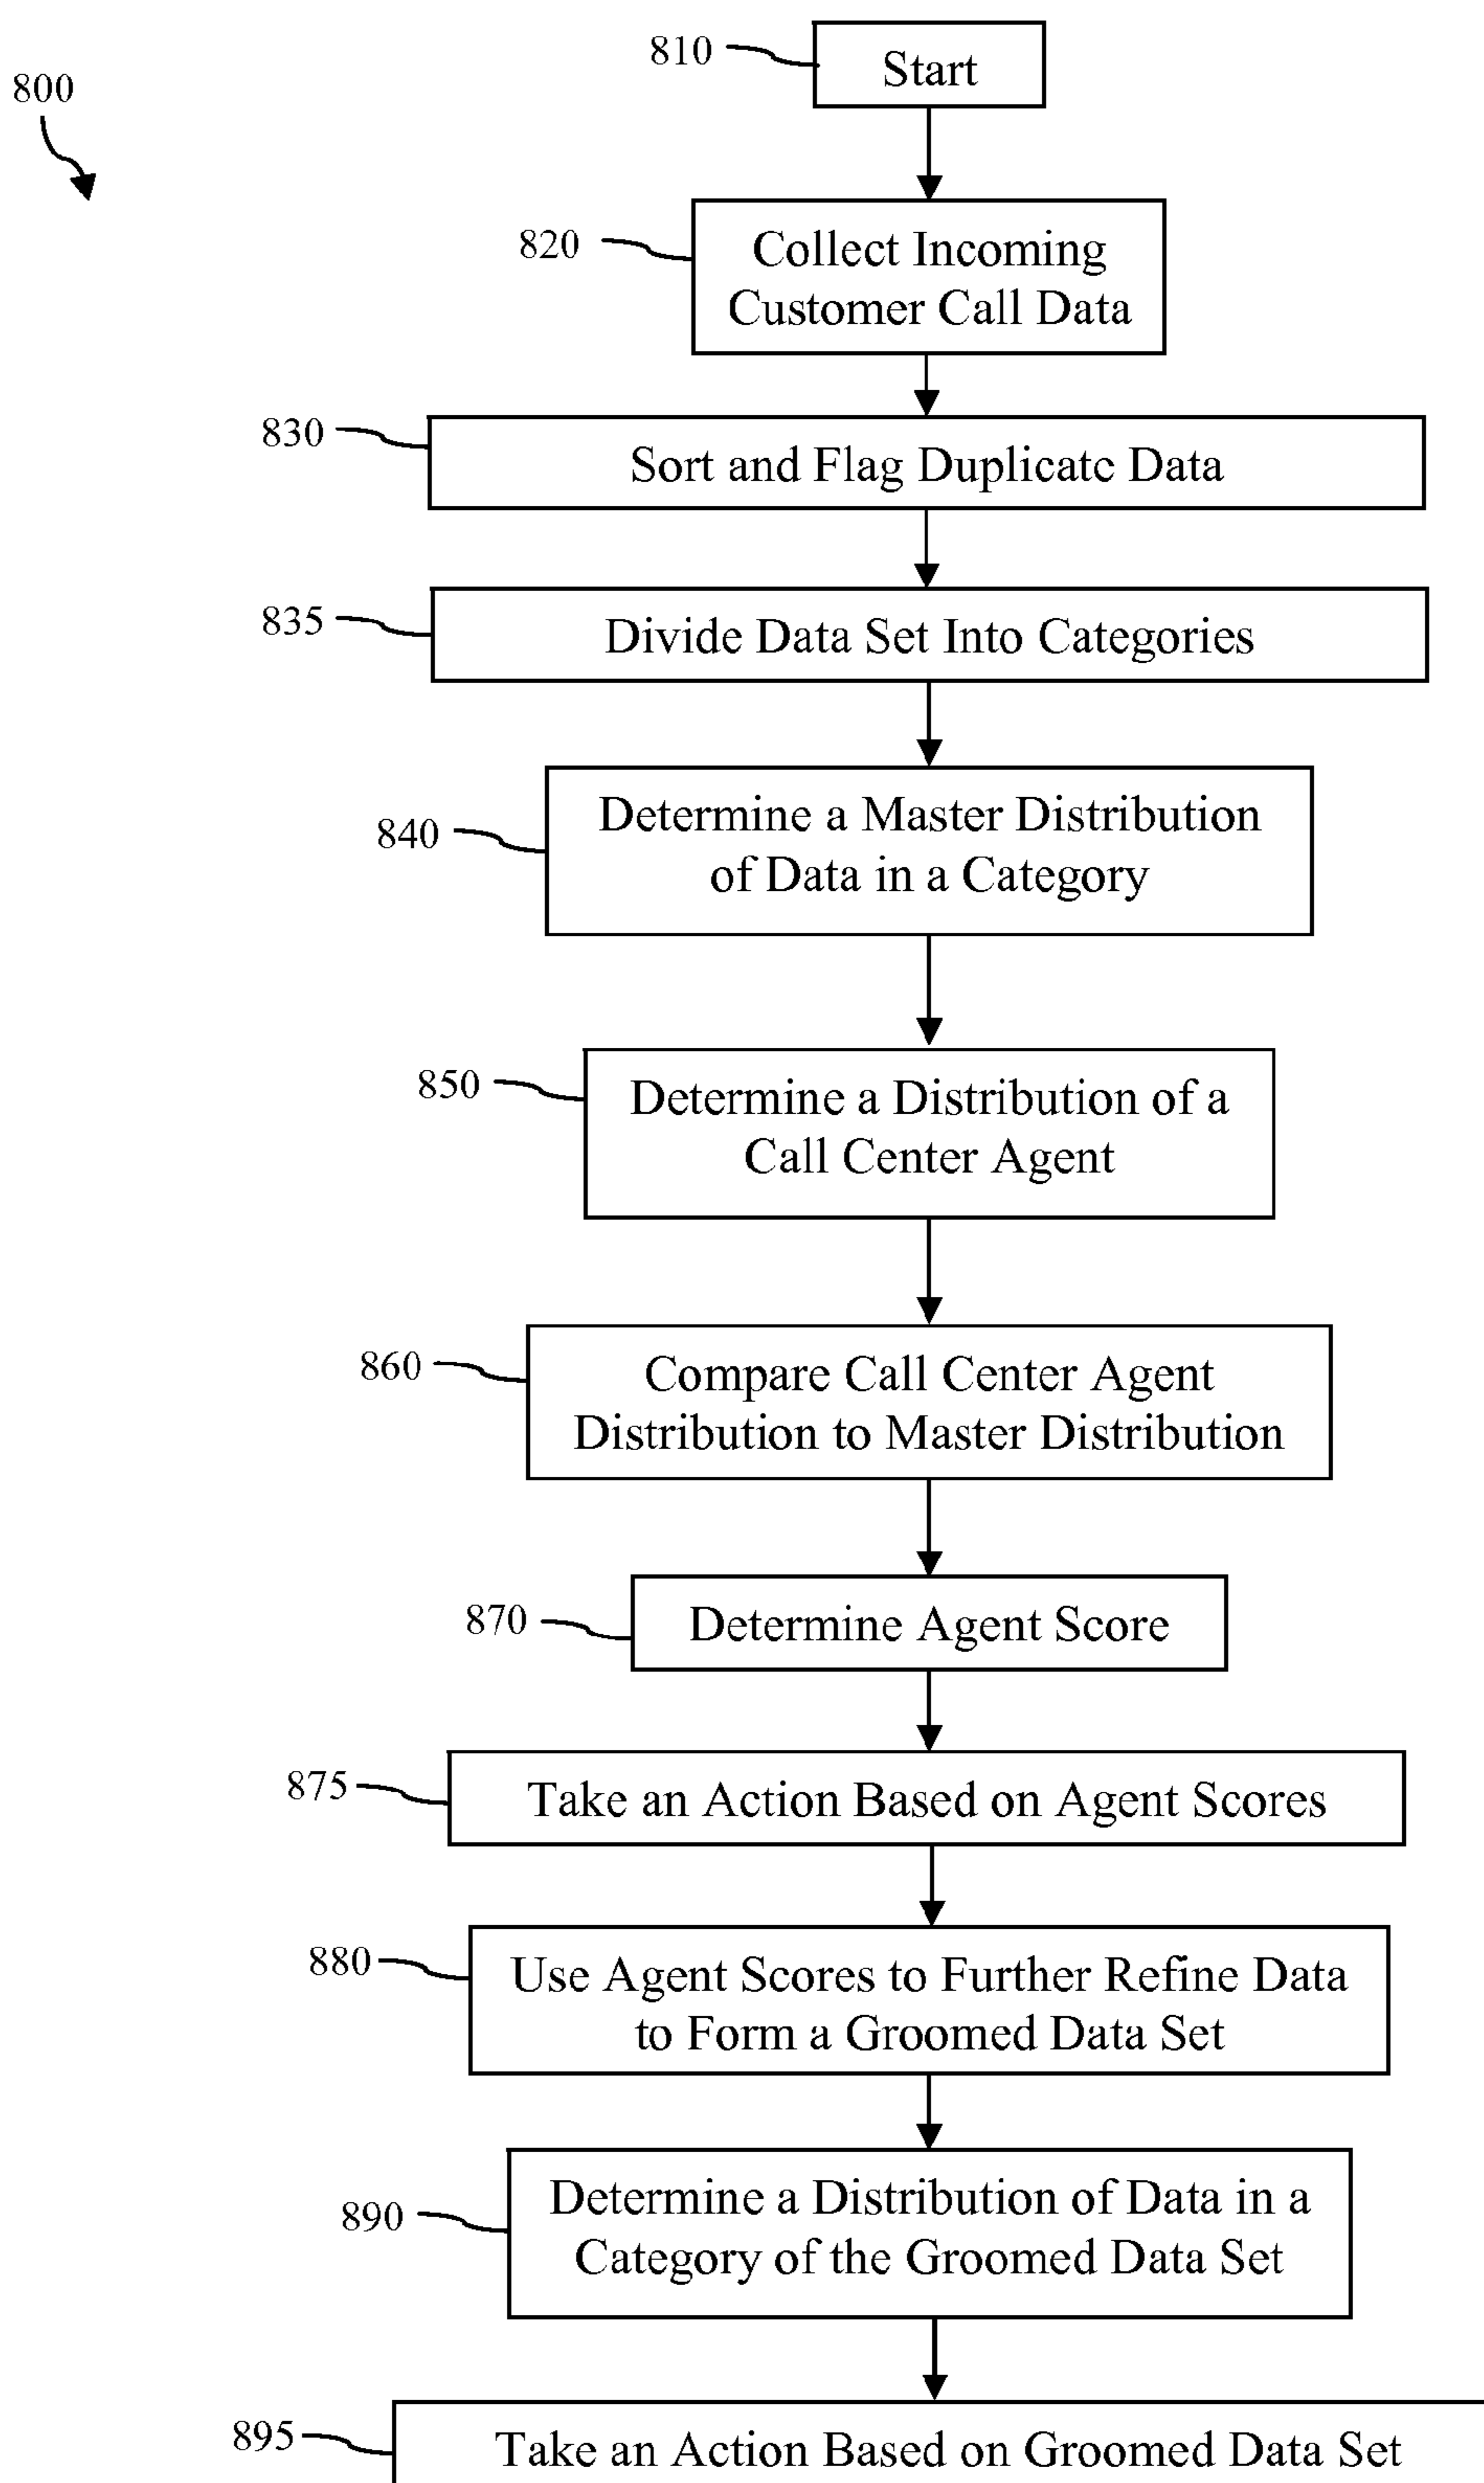 800
810
Start
820
Collect Incoming
Customer Call Data
830
Sort and Flag Duplicate Data
835
Divide Data Set Into Categories
840
Determine a Master Distribution
of Data in a Category
850
Determine a Distribution of a
Call Center Agent
860
Compare Call Center Agent
Distribution to Master Distribution
870
Determine Agent Score
875
Take an Action Based on Agent Scores
880
Use Agent Scores to Further Refine Data
to Form a Groomed Data Set
890
Determine a Distribution of Data in a
Category of the Groomed Data Set
895
Take an Action Based on Groomed Data Set